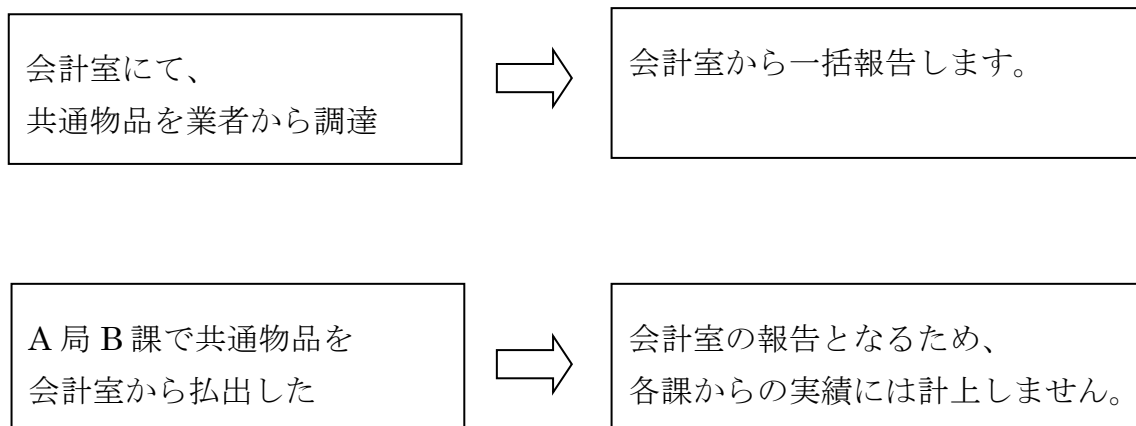 会計室にて、
共通物品を業者から調達
会計室から一括報告します。
A 局 B 課で共通物品を
会計室から払出した
会計室の報告となるため、
各課からの実績には計上しません。